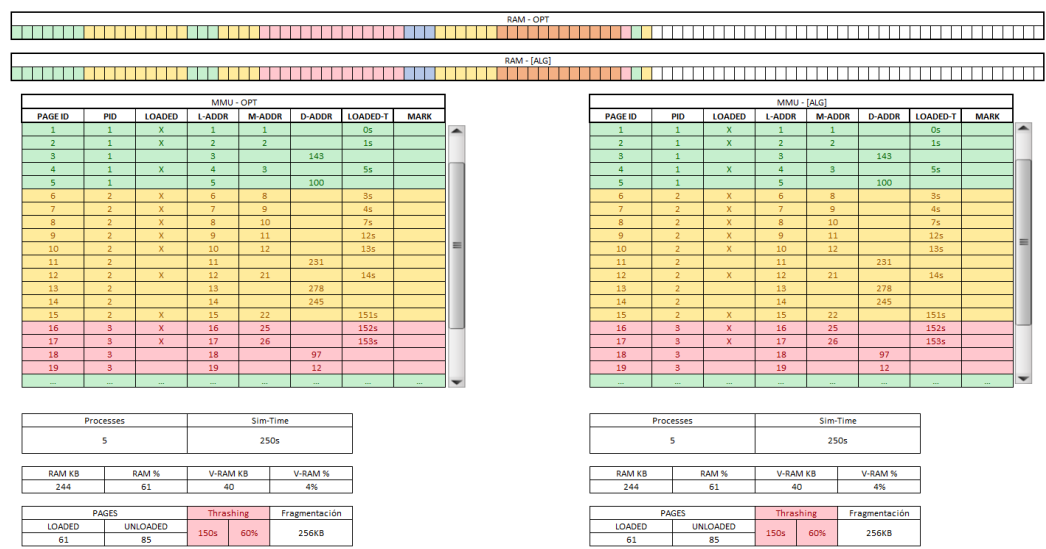 RAM - OPT
RAM - [ALG]
MMU - OPT
PAGE ID PID LOADED L-ADDR M-ADDR D-ADDR LOADED-T MARK
1 1 X 1 1 0s
2 1 X 2 2 1s
3 1 3 143
4 1 X 4 3 5s
5 1 5 100
6 2 X 6 8 3s
7 2 X 7 9 4s
8 2 X 8 10 7s
9 2 X 9 11 12s
10 2 X 10 12 13s
11 2 11 231
12 2 X 12 21 14s
13 2 13 278
14 2 14 245
15 2 X 15 22 151s
16 3 X 16 25 152s
17 3 X 17 26 153s
18 3 18 97
19 3 19 12
... ... ... ... ... ... ... ...
Processes Sim-Time
5 250s
RAM KB RAM % V-RAM KB V-RAM %
244 61 40 4%
PAGES Thrashing Fragmentación
LOADED UNLOADED 150s 60% 256KB
61 85
MMU - [ALG]
PAGE ID PID LOADED L-ADDR M-ADDR D-ADDR LOADED-T MARK
1 1 X 1 1 0s
2 1 X 2 2 1s
3 1 3 143
4 1 X 4 3 5s
5 1 5 100
6 2 X 6 8 3s
7 2 X 7 9 4s
8 2 X 8 10 7s
9 2 X 9 11 12s
10 2 X 10 12 13s
11 2 11 231
12 2 X 12 21 14s
13 2 13 278
14 2 14 245
15 2 X 15 22 151s
16 3 X 16 25 152s
17 3 X 17 26 153s
18 3 18 97
19 3 19 12
... ... ... ... ... ... ... ...
Processes Sim-Time
5 250s
RAM KB RAM % V-RAM KB V-RAM %
244 61 40 4%
PAGES Thrashing Fragmentación
LOADED UNLOADED 150s 60% 256KB
61 85